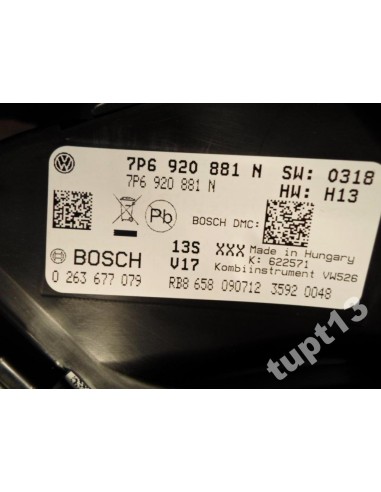 7P6 920 881 N SW: 0318
7P6 920 881 N HW: H13
Pb
BOSCH DMC:
BOSCH 13S XXX Made in Hungary
V17 K: 622571
Kombiinstrument VW526
0 263 677 079 RB8 658 090712 3592 0048
tupt13